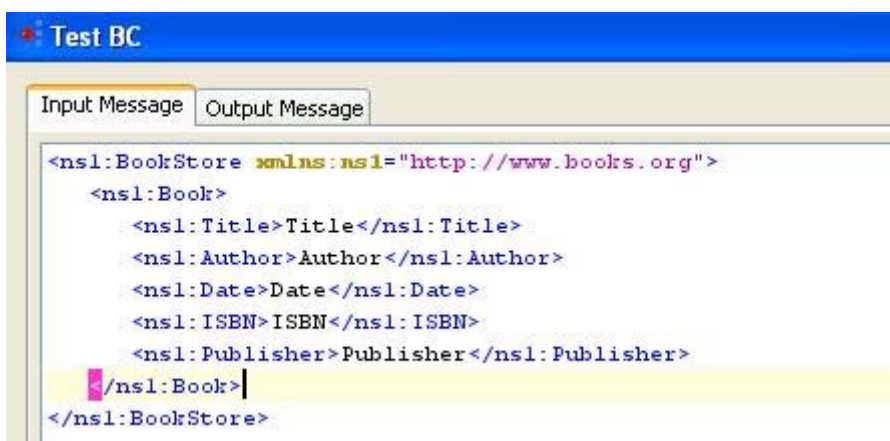 Test BC
Input Message Output Message
<ns1:BookStore xmlns:ns1="http://www.books.org">
<ns1:Book>
<ns1:Title>Title</ns1:Title>
<ns1:Author>Author</ns1:Author>
<ns1:Date>Date</ns1:Date>
<ns1:ISBN>ISBN</ns1:ISBN>
<ns1:Publisher>Publisher</ns1:Publisher>
</ns1:Book>
</ns1:BookStore>